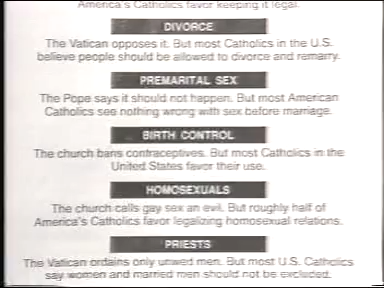 America's Catholics favor keeping it legal.
DIVORCE
The Vatican opposes it. But most Catholics in the U.S.
believe people should be allowed to divorce and remarry.
PREMARITAL SEX
The Pope says it should not happen. But most American
Catholics see nothing wrong with sex before marriage.
BIRTH CONTROL
The church bans contraceptives. But most Catholics in the
United States favor their use.
HOMOSEXUALS
The church calls gay sex an evil. But roughly half of
America's Catholics favor legalizing homosexual relations.
PRIESTS
The Vatican ordains only unwed men. But most U.S. Catholics
say women and married men should not be excluded.